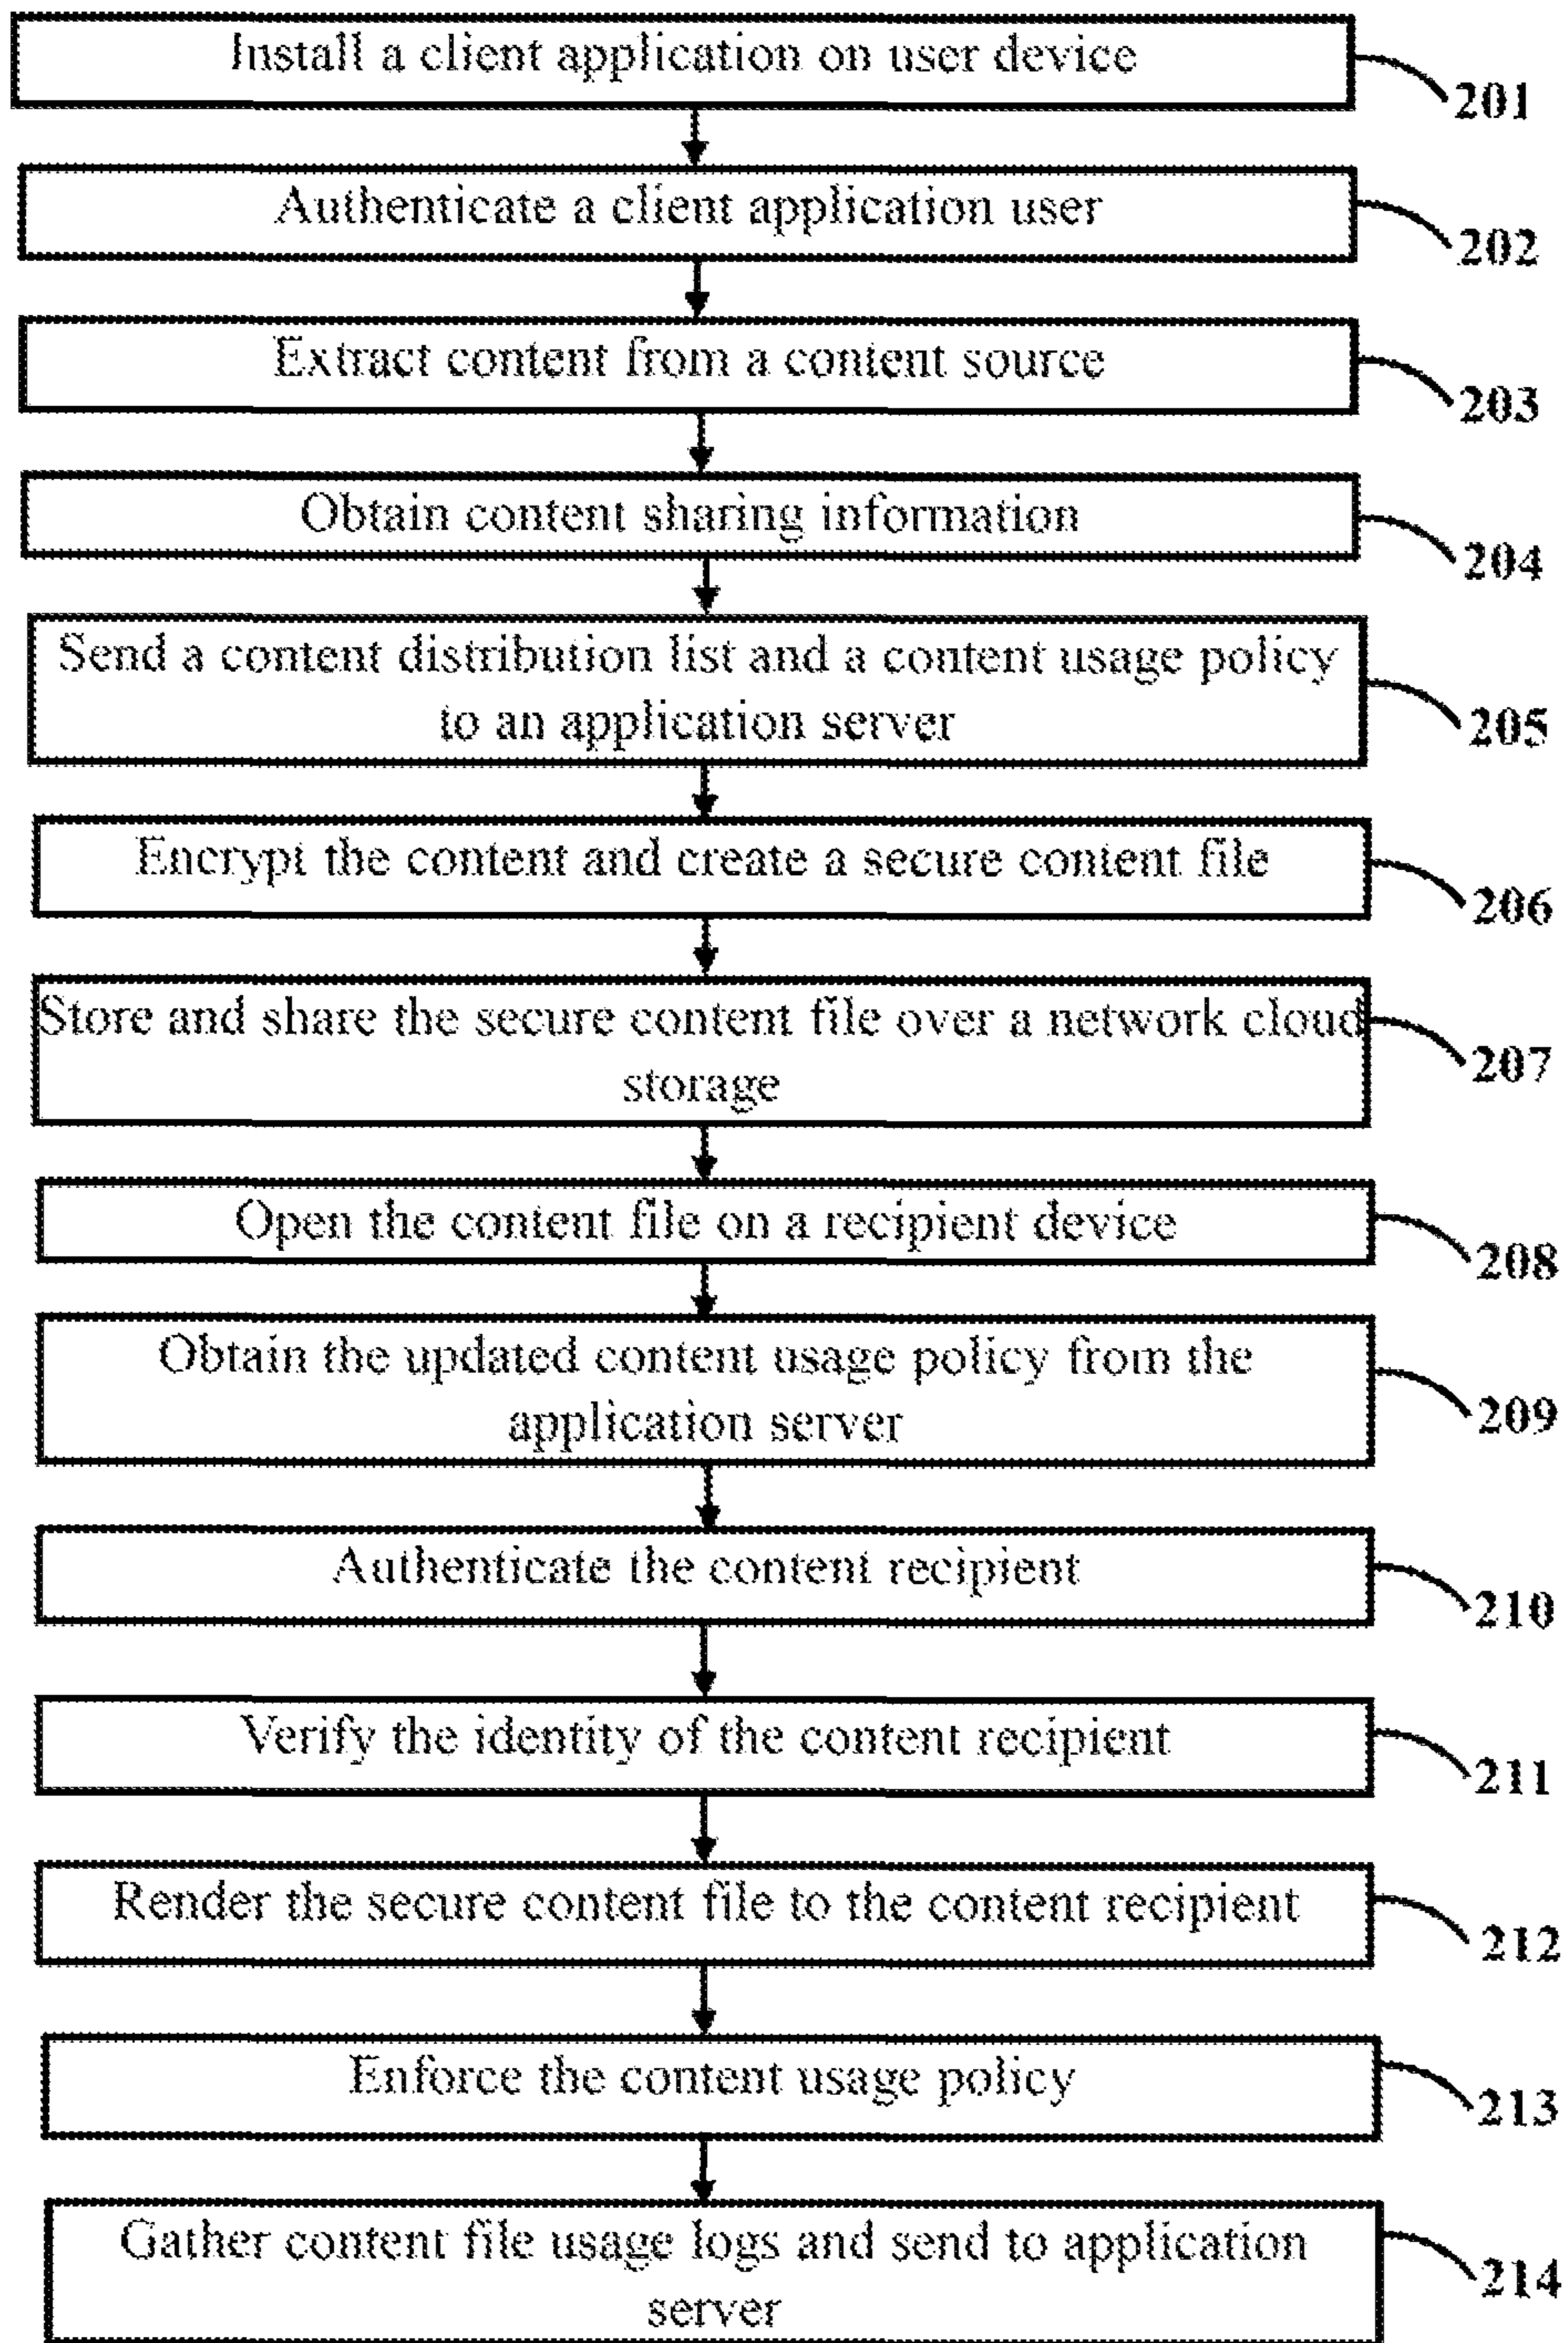 Install a client application on user device
201
Authenticate a client application user
202
Extract content from a content source
203
Obtain content sharing information
204
Send a content distribution list and a content usage policy
to an application server
205
Encrypt the content and create a secure content file
206
Store and share the secure content file over a network cloud
storage
207
Open the content file on a recipient device
208
Obtain the updated content usage policy from the
application server
209
Authenticate the content recipient
210
Verify the identity of the content recipient
211
Render the secure content file to the content recipient
212
Enforce the content usage policy
213
Gather content file usage logs and send to application
server
214